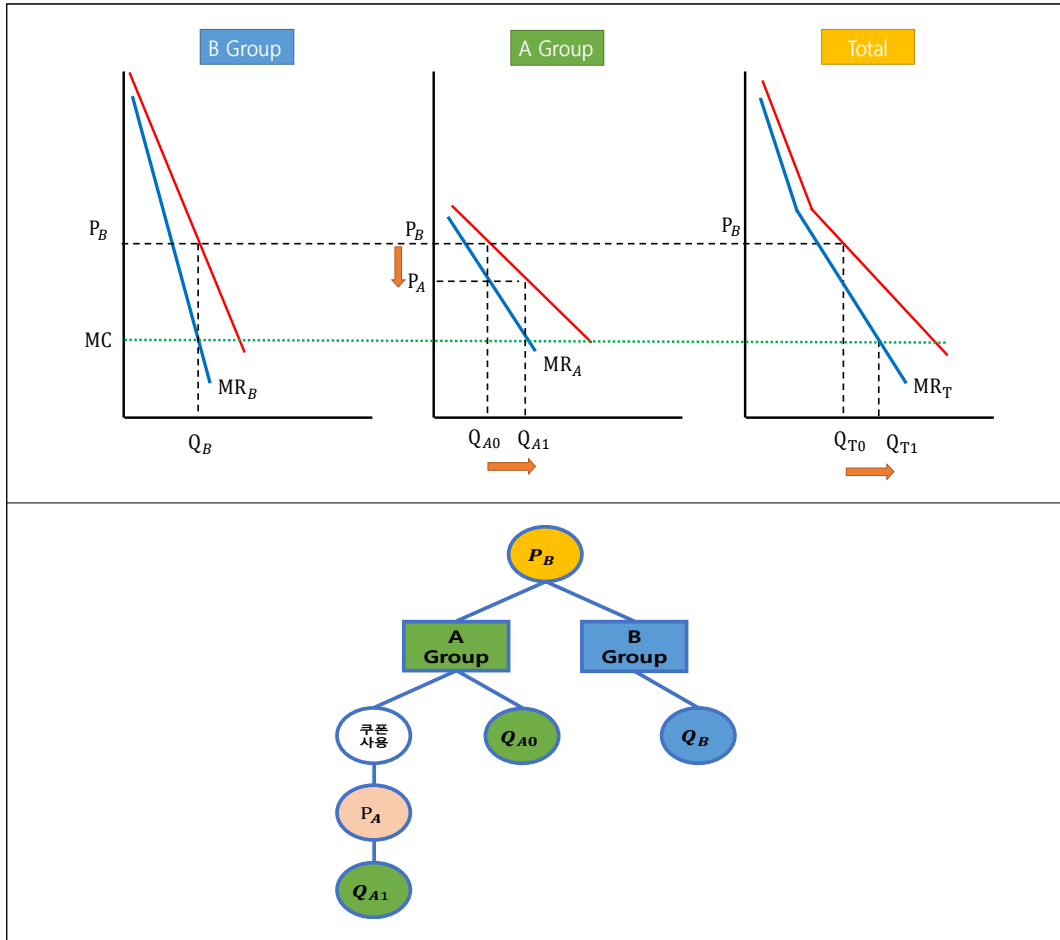 B Group
A Group
Total
P_B
P_B
P_B
P_A
MC
MR_B
MR_A
MR_T
Q_B
Q_A0
Q_A1
Q_T0
Q_T1
P_B
A
Group
B
Group
쿠폰
사용
Q_A0
Q_B
P_A
Q_A1